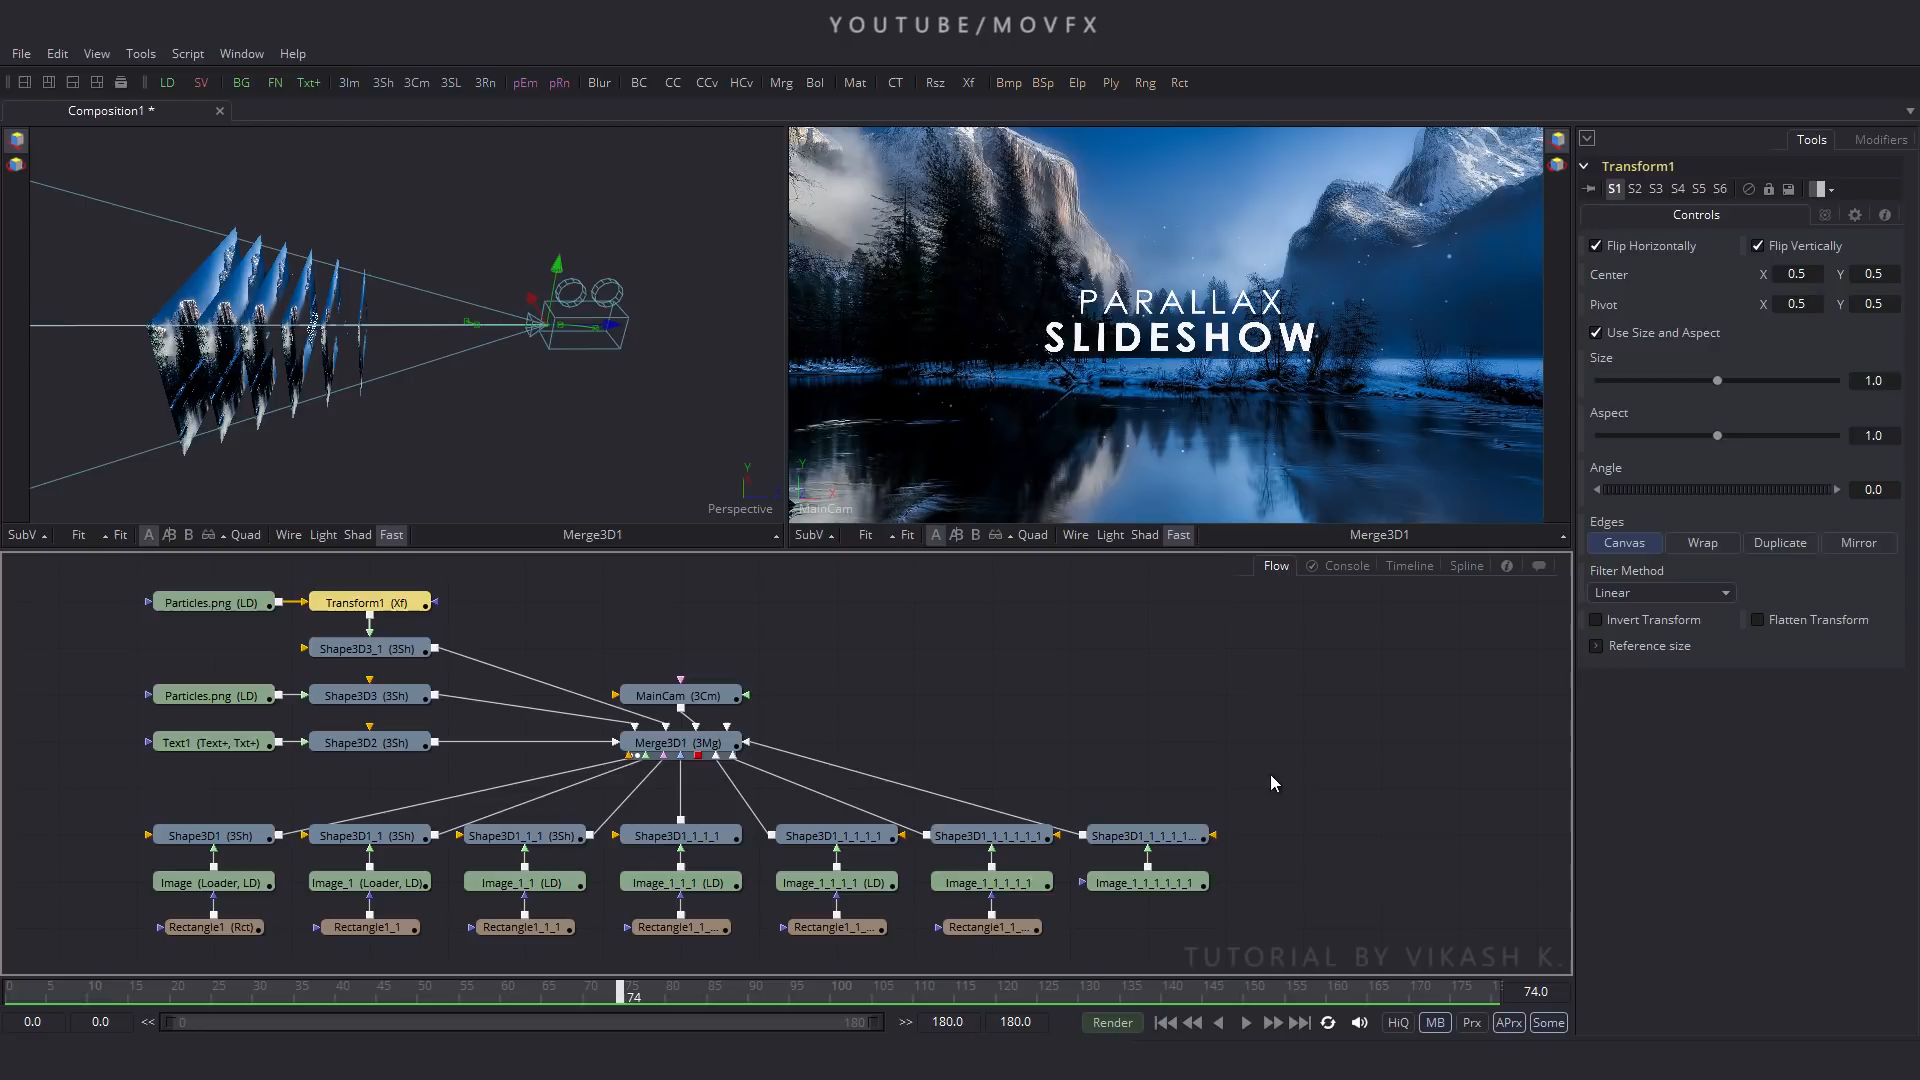 YOUTUBE/MOVFX
File Edit View Tools Script Window Help
LD SV BG FN Txt+ 3Im 3Sh 3Cm 3SL 3Rn pEm pRn Blur BC CC CCv HCv Mrg Bol Mat CT Rsz Xf Bmp BSp Elp Ply Rng Rct
Composition1 *
Tools Modifiers
Transform1
S1 S2 S3 S4 S5 S6
Controls
Flip Horizontally Flip Vertically
Center X 0.5 Y 0.5
Pivot X 0.5 Y 0.5
Use Size and Aspect
Size
1.0
Aspect
1.0
Angle
0.0
Edges
Canvas Wrap Duplicate Mirror
Filter Method
Linear
Invert Transform Flatten Transform
Reference size
PARALLAX
SLIDESHOW
Y
Perspective
Y
X
MainCam
SubV Fit Fit A A|B B Quad Wire Light Shad Fast Merge3D1
SubV Fit Fit A A|B B Quad Wire Light Shad Fast Merge3D1
Flow Console Timeline Spline
Particles.png (LD) Transform1 (Xf)
Shape3D3_1 (3Sh)
Particles.png (LD) Shape3D3 (3Sh) MainCam (3Cm)
Text1 (Text+, Txt+) Shape3D2 (3Sh) Merge3D1 (3Mg)
Shape3D1 (3Sh) Shape3D1_1 (3Sh) Shape3D1_1_1 (3Sh) Shape3D1_1_1_1 Shape3D1_1_1_1_1 Shape3D1_1_1_1_1_1 Shape3D1_1_1_1_1...
Image (Loader, LD) Image_1 (Loader, LD) Image_1_1 (LD) Image_1_1_1 (LD) Image_1_1_1_1 (LD) Image_1_1_1_1_1 Image_1_1_1_1_1_1
Rectangle1 (Rct) Rectangle1_1 Rectangle1_1_1 Rectangle1_1_... Rectangle1_1_... Rectangle1_1_...
TUTORIAL BY VIKASH K.
0 5 10 15 20 25 30 35 40 45 50 55 60 65 70 75 80 85 90 95 100 105 110 115 120 125 130 135 140 145 150 155 160 165 170 175
74
74.0
0.0 0.0 << 0 180 >> 180.0 180.0 Render HiQ MB Prx APrx Some